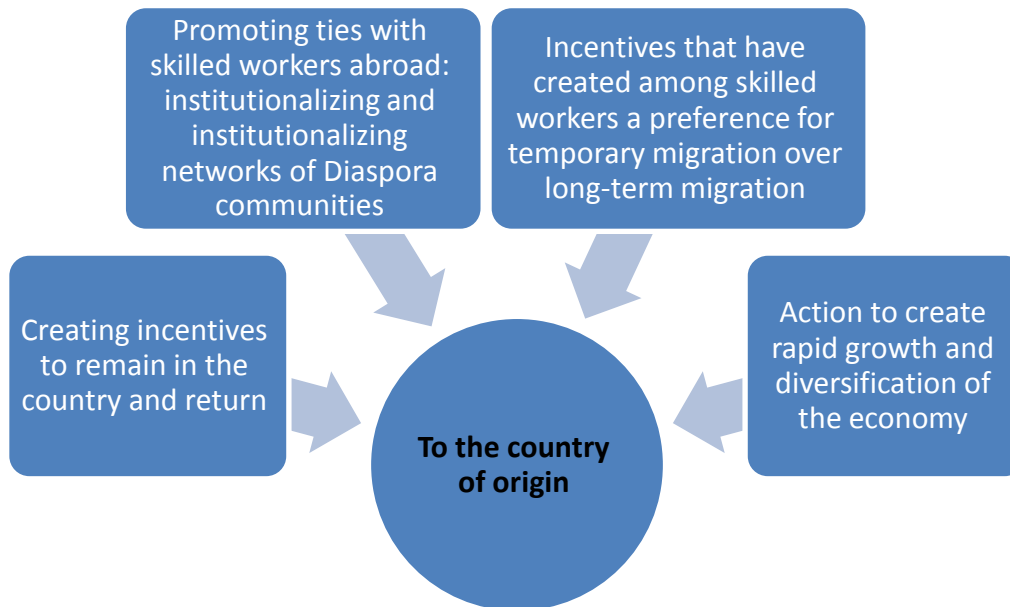 Promoting ties with
skilled workers abroad:
institutionalizing and
institutionalizing
networks of Diaspora
communities
Incentives that have
created among skilled
workers a preference for
temporary migration over
long-term migration
Creating incentives
to remain in the
country and return
Action to create
rapid growth and
diversification of
the economy
To the country
of origin